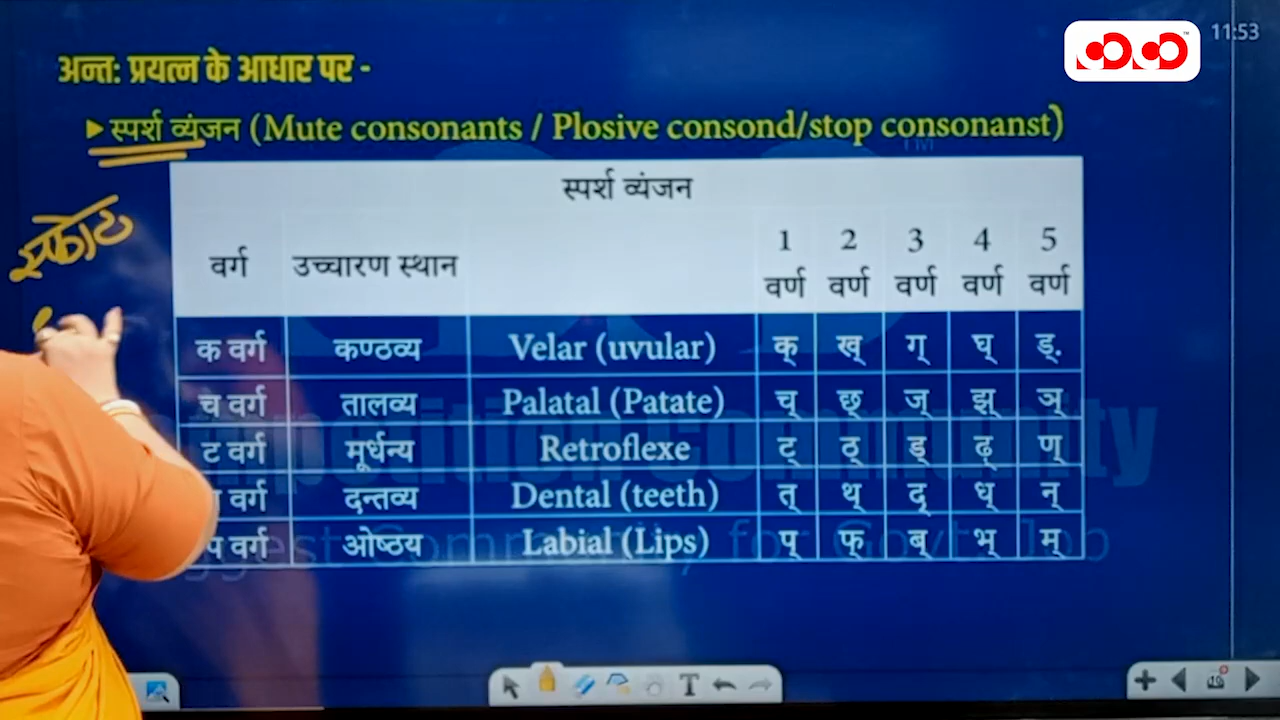 11:53
अन्त: प्रयत्न के आधार पर -
▸ स्पर्श व्यंजन (Mute consonants / Plosive consond/stop consonanst)
स्फोट
स्पर्श व्यंजन
वर्ग उच्चारण स्थान 1 वर्ण 2 वर्ण 3 वर्ण 4 वर्ण 5 वर्ण
क वर्ग कण्ठव्य Velar (uvular) क् ख् ग् घ् ड्.
च वर्ग तालव्य Palatal (Patate) च् छ् ज् झ् ञ्
ट वर्ग मूर्धन्य Retroflexe ट् ठ् ड् ढ् ण्
वर्ग दन्तव्य Dental (teeth) त् थ् द् ध् न्
प वर्ग ओष्ठय Labial (Lips) प् फ् ब् भ् म्